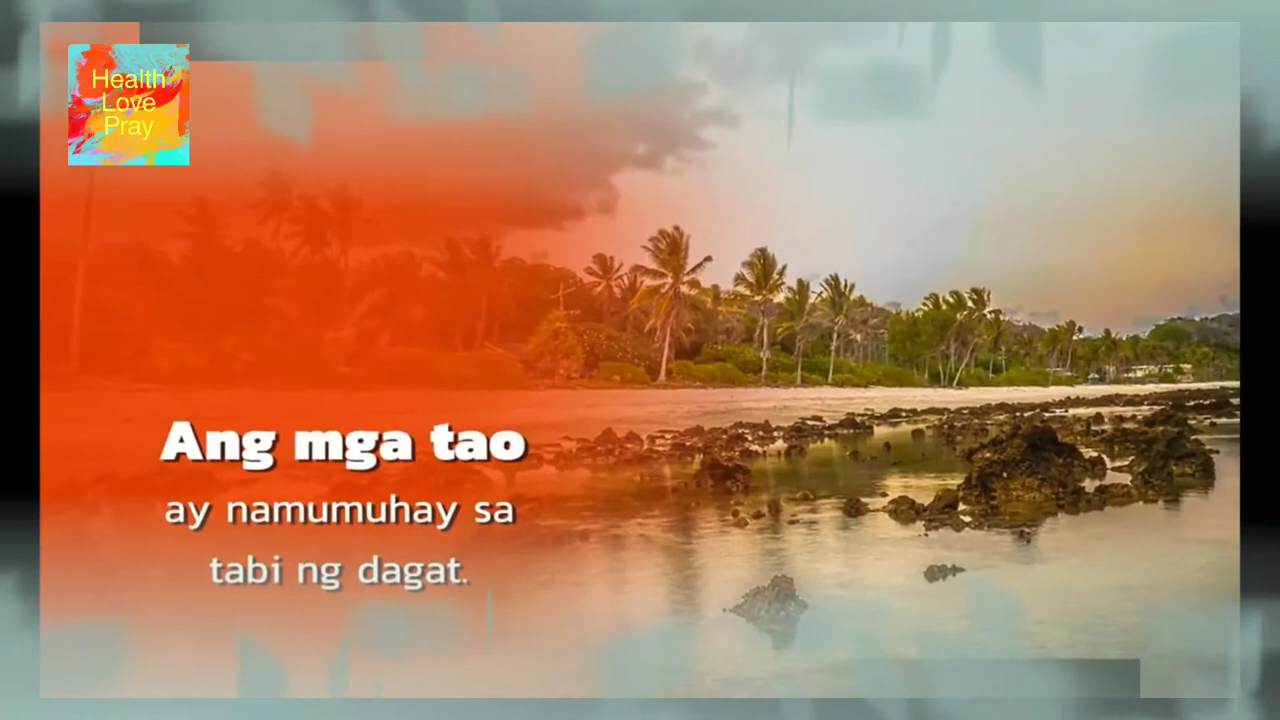 Health
Love
Pray
Ang mga tao
ay namumuhay sa
tabi ng dagat.